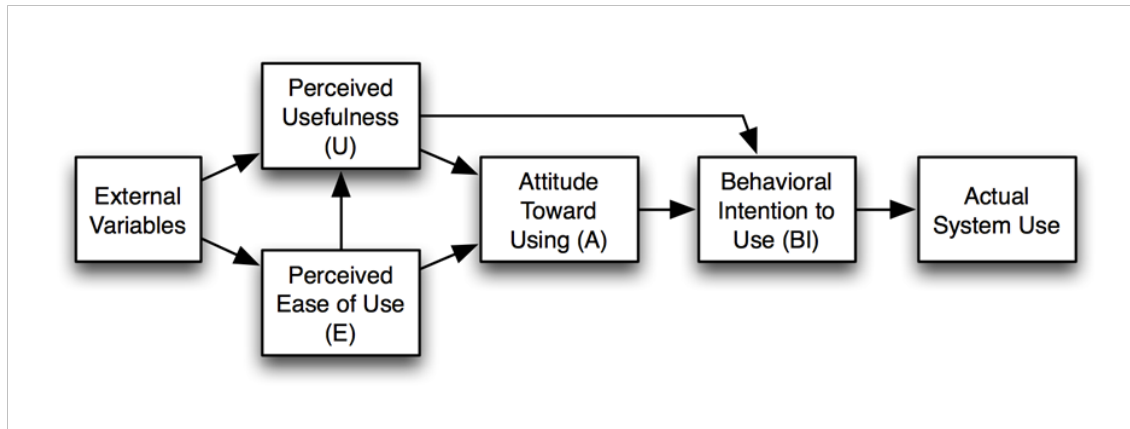 External
Variables
Perceived
Usefulness
(U)
Perceived
Ease of Use
(E)
Attitude
Toward
Using (A)
Behavioral
Intention to
Use (BI)
Actual
System Use